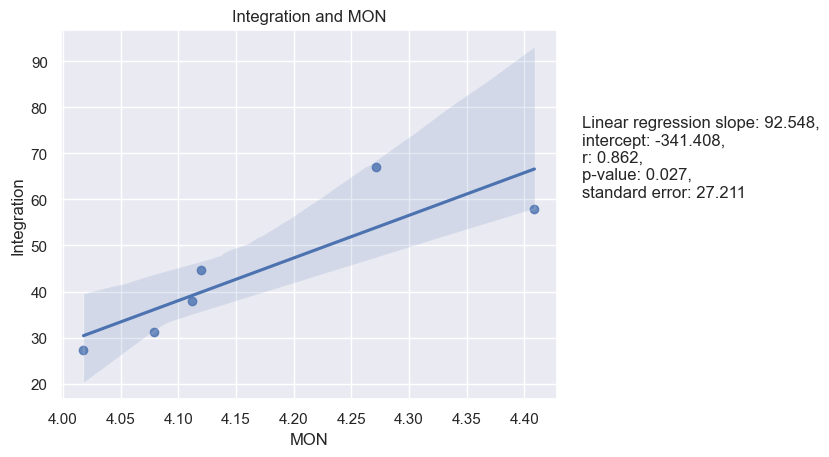 Integration and MON
90
80
70
60
50
40
30
20
Integration
4.00 4.05 4.10 4.15 4.20 4.25 4.30 4.35 4.40
MON
Linear regression slope: 92.548,
intercept: -341.408,
r: 0.862,
p-value: 0.027,
standard error: 27.211